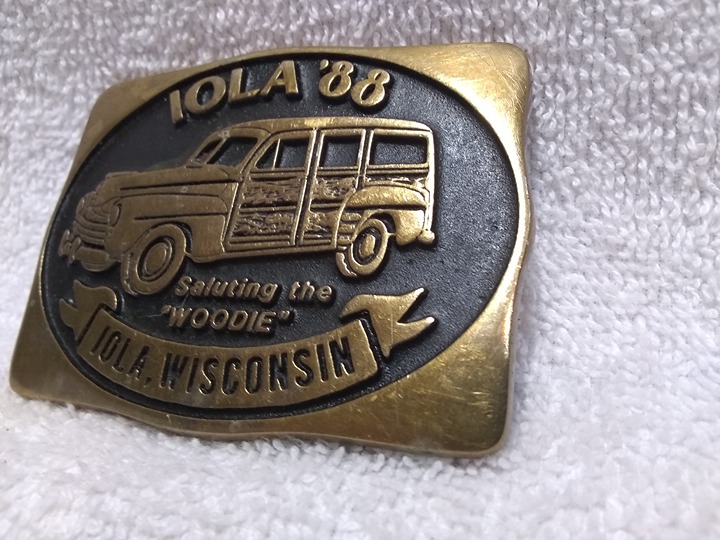 IOLA '88
Saluting the
"WOODIE"
IOLA, WISCONSIN